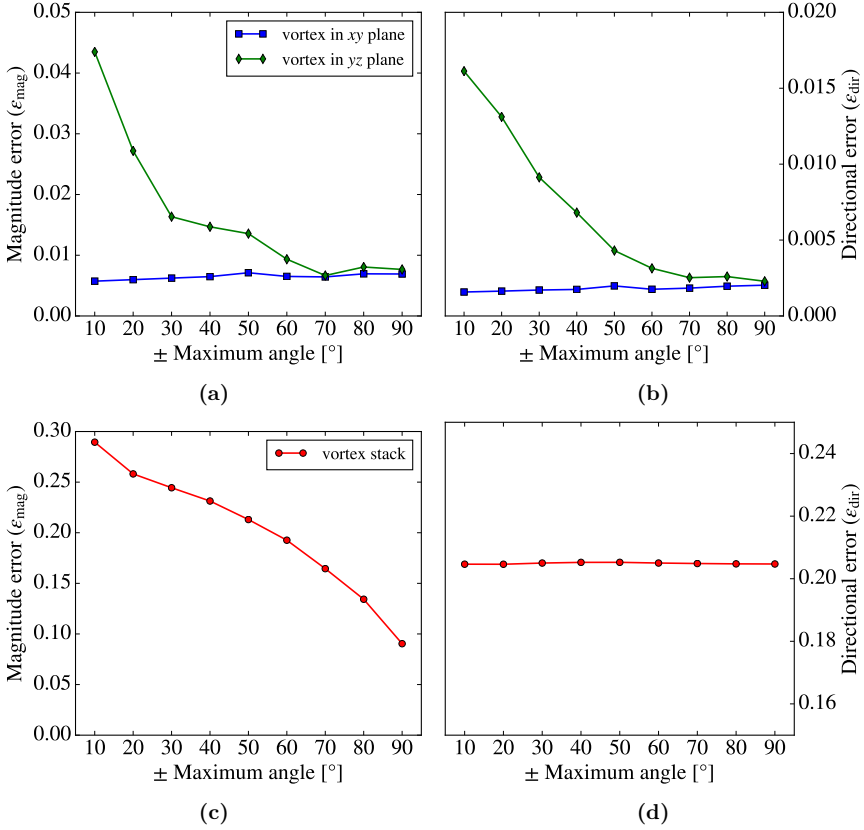 0.05
0.04
0.03
0.02
0.01
0.00
Magnitude error (ε_mag)
vortex in xy plane
vortex in yz plane
10 20 30 40 50 60 70 80 90
± Maximum angle [°]
(a)
0.020
0.015
0.010
0.005
0.000
Directional error (ε_dir)
10 20 30 40 50 60 70 80 90
± Maximum angle [°]
(b)
0.30
0.25
0.20
0.15
0.10
0.05
0.00
Magnitude error (ε_mag)
vortex stack
10 20 30 40 50 60 70 80 90
± Maximum angle [°]
(c)
0.24
0.22
0.20
0.18
0.16
Directional error (ε_dir)
10 20 30 40 50 60 70 80 90
± Maximum angle [°]
(d)